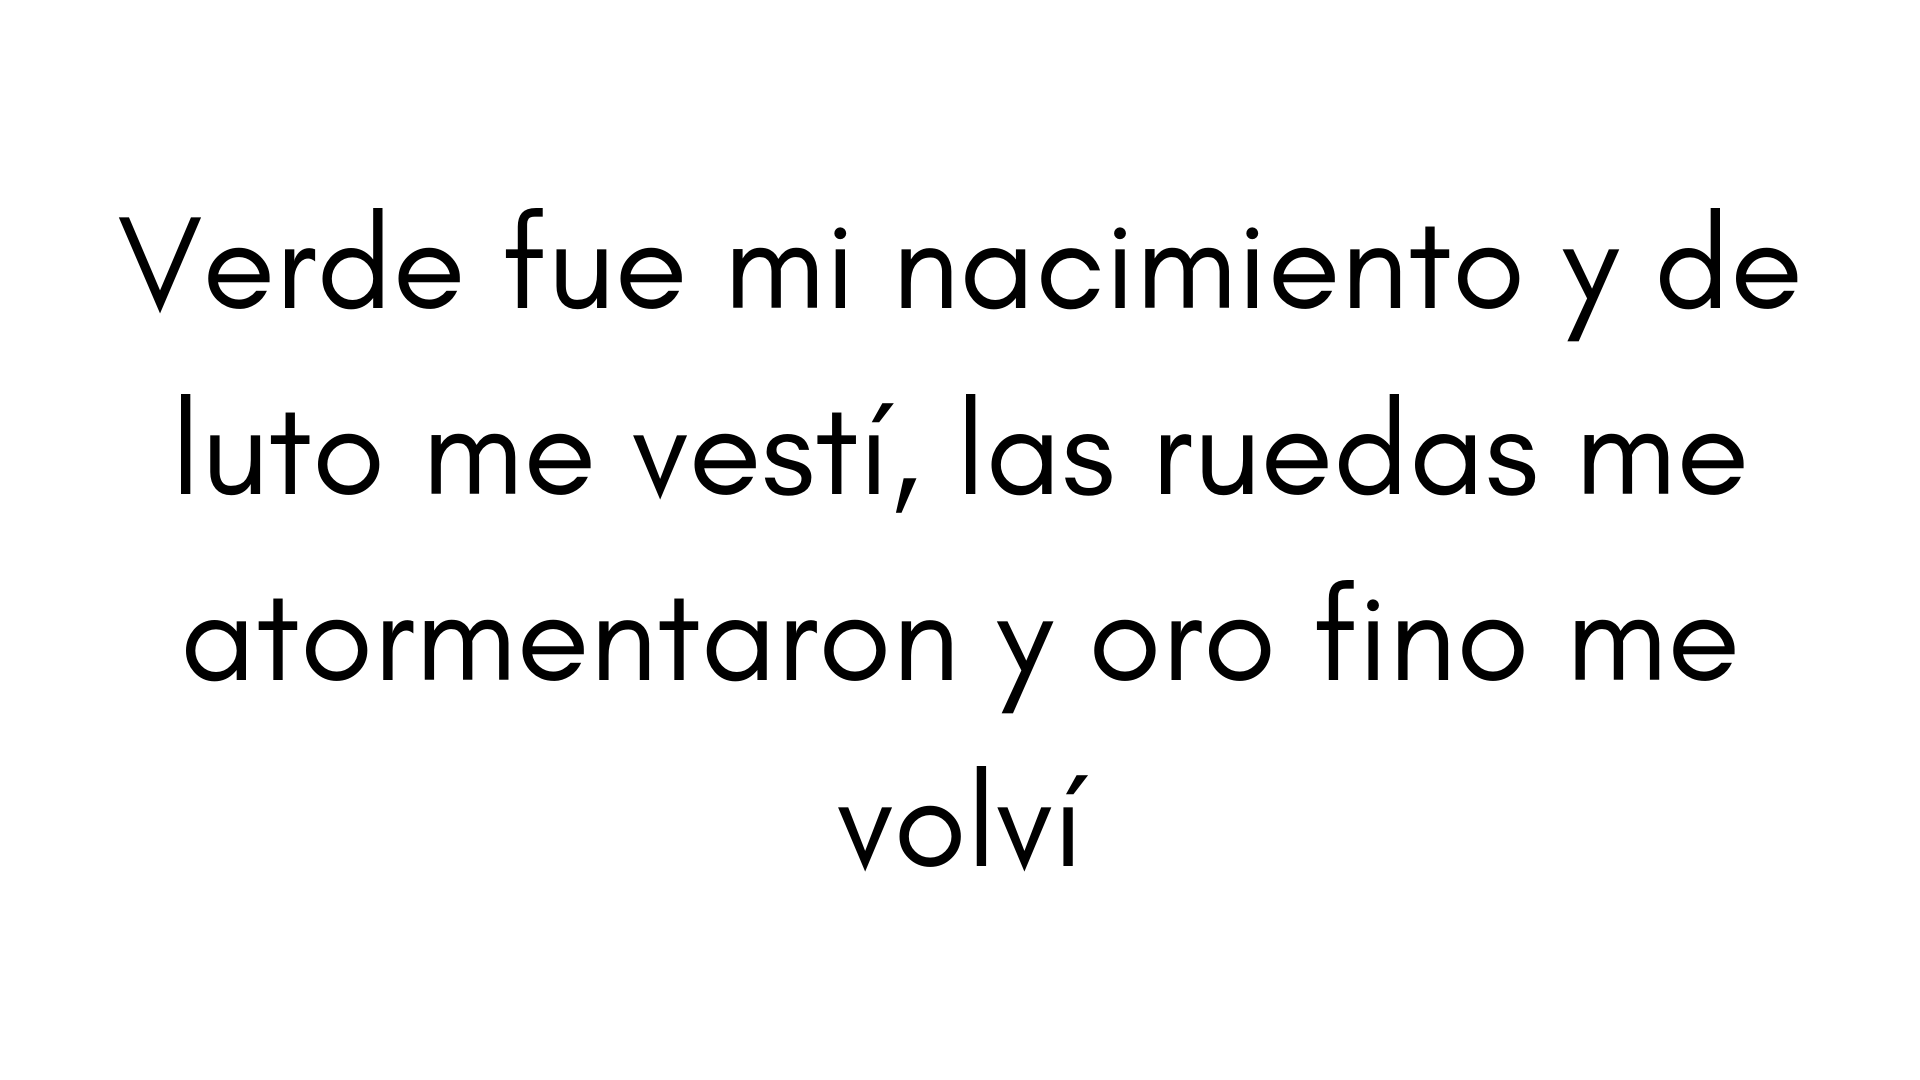 Verde fue mi nacimiento y de
luto me vestí, las ruedas me
atormentaron y oro fino me
volví